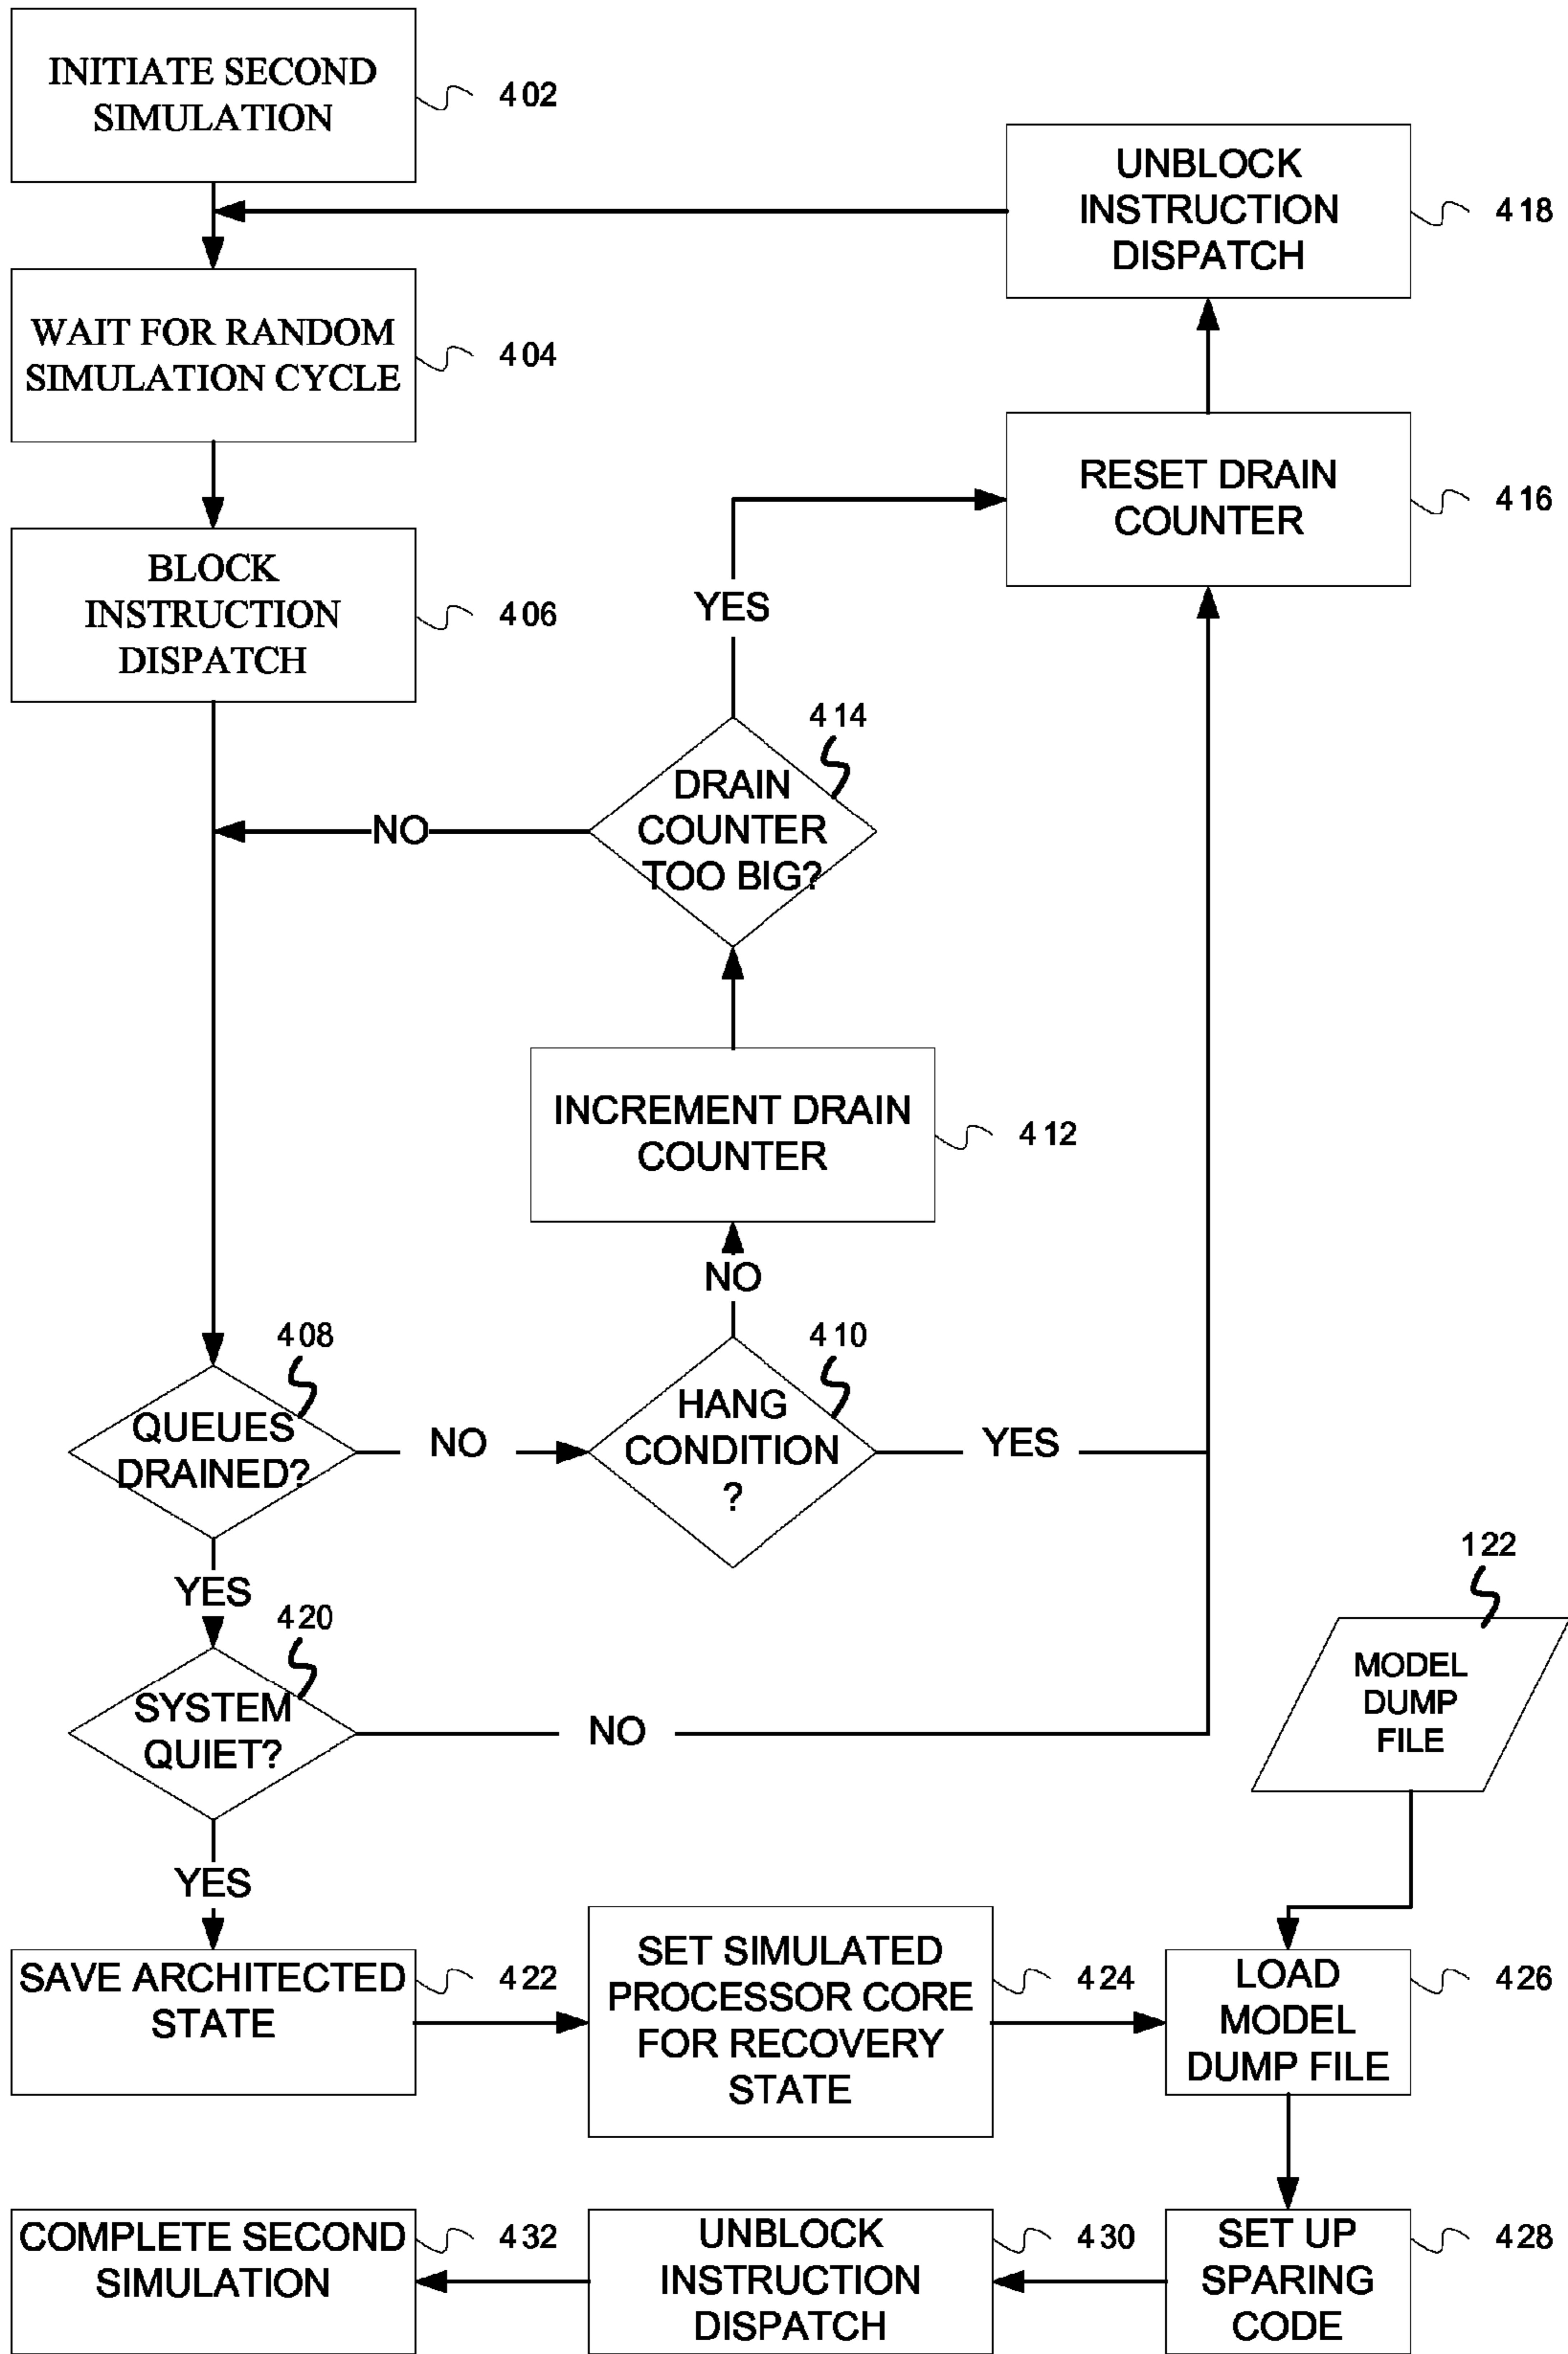 INITIATE SECOND
SIMULATION
402
UNBLOCK
INSTRUCTION
DISPATCH
418
WAIT FOR RANDOM
SIMULATION CYCLE
404
RESET DRAIN
COUNTER
416
BLOCK
INSTRUCTION
DISPATCH
406
YES
414
DRAIN
COUNTER
TOO BIG?
NO
INCREMENT DRAIN
COUNTER
412
NO
408
QUEUES
DRAINED?
NO
410
HANG
CONDITION
?
YES
YES
420
SYSTEM
QUIET?
NO
122
MODEL
DUMP
FILE
YES
SAVE ARCHITECTED
STATE
422
SET SIMULATED
PROCESSOR CORE
FOR RECOVERY
STATE
424
LOAD
MODEL
DUMP FILE
426
COMPLETE SECOND
SIMULATION
432
UNBLOCK
INSTRUCTION
DISPATCH
430
SET UP
SPARING
CODE
428